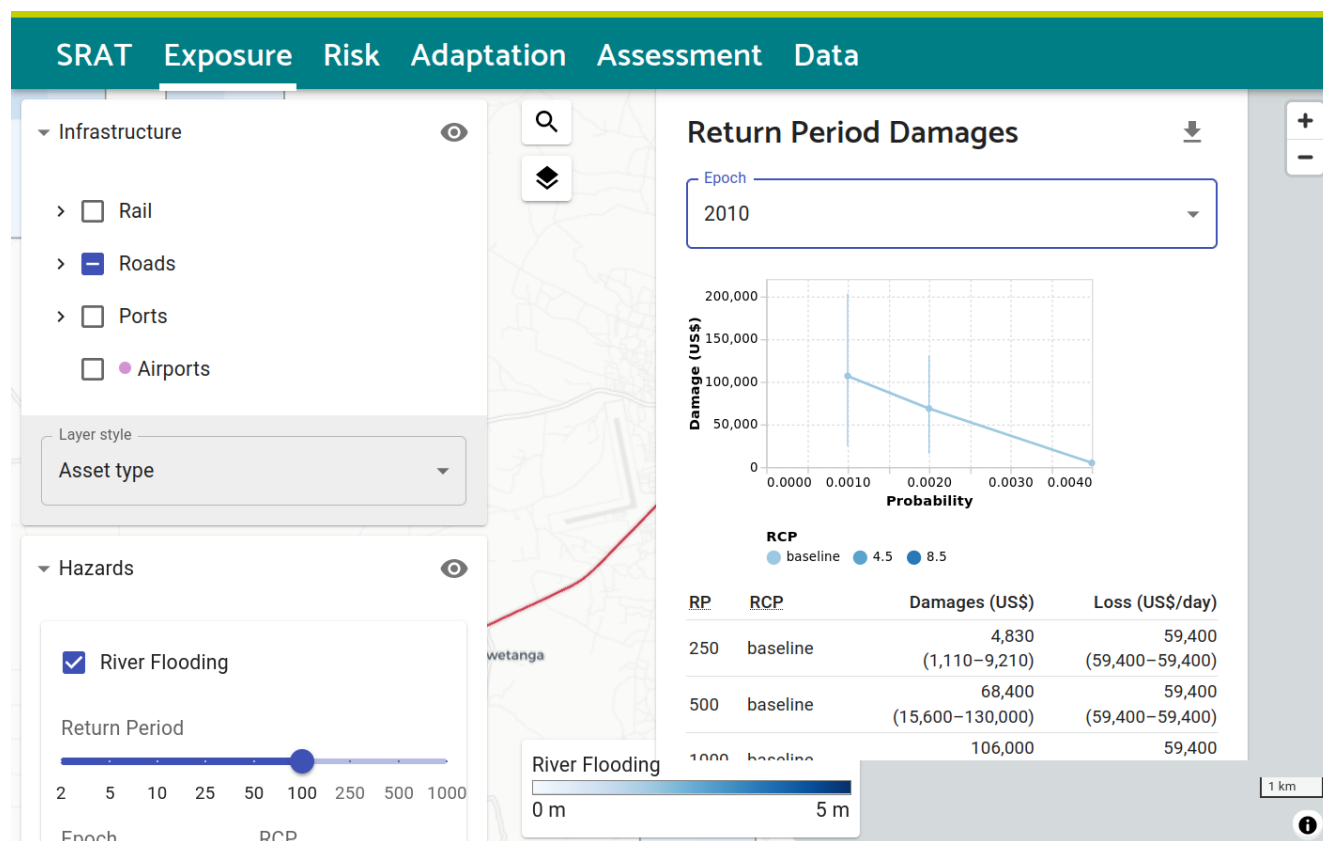 SRAT Exposure Risk Adaptation Assessment Data
Infrastructure
Rail
Roads
Ports
Airports
Layer style
Asset type
Hazards
River Flooding
Return Period
2 5 10 25 50 100 250 500 1000
Epoch RCP
wetanga
River Flooding
0 m 5 m
Return Period Damages
Epoch
2010
200,000
150,000
100,000
50,000
0
Damage (US$)
0.0000 0.0010 0.0020 0.0030 0.0040
Probability
RCP
baseline 4.5 8.5
RP RCP Damages (US$) Loss (US$/day)
250 baseline 4,830 59,400
(1,110–9,210) (59,400–59,400)
500 baseline 68,400 59,400
(15,600–130,000) (59,400–59,400)
1000 baseline 106,000 59,400
+
−
1 km